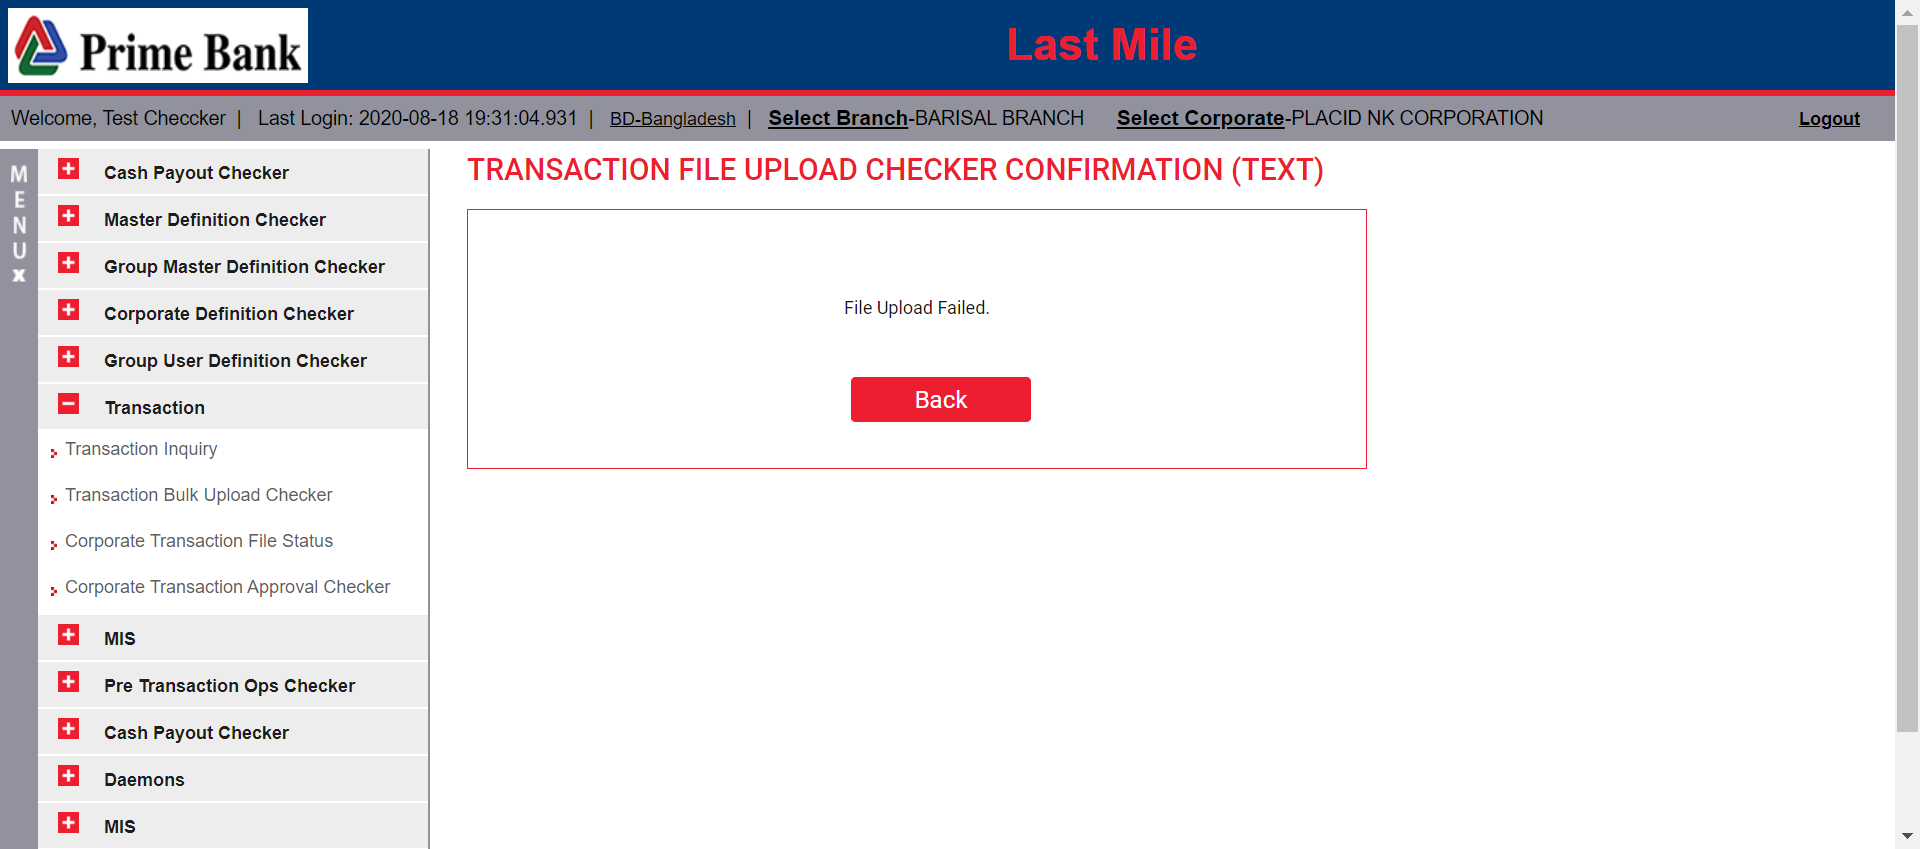 Prime Bank
Last Mile
Welcome, Test Checcker | Last Login: 2020-08-18 19:31:04.931 | BD-Bangladesh | Select Branch-BARISAL BRANCH Select Corporate-PLACID NK CORPORATION Logout
MENU x
Cash Payout Checker
Master Definition Checker
Group Master Definition Checker
Corporate Definition Checker
Group User Definition Checker
Transaction
Transaction Inquiry
Transaction Bulk Upload Checker
Corporate Transaction File Status
Corporate Transaction Approval Checker
MIS
Pre Transaction Ops Checker
Cash Payout Checker
Daemons
MIS
TRANSACTION FILE UPLOAD CHECKER CONFIRMATION (TEXT)
File Upload Failed.
Back